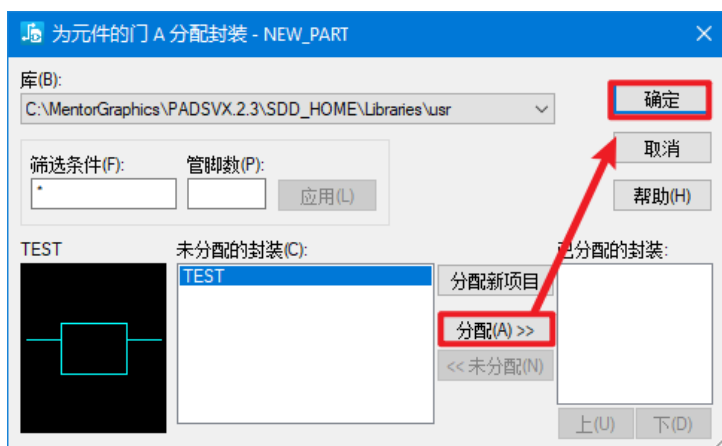 为元件的门 A 分配封装 - NEW_PART
库(B):
C:\MentorGraphics\PADSVX.2.3\SDD_HOME\Libraries\usr
确定
取消
筛选条件(F):
管脚数(P):
*
应用(L)
帮助(H)
TEST
未分配的封装(C):
已分配的封装:
TEST
分配新项目
分配(A) >>
<< 未分配(N)
上(U)
下(D)